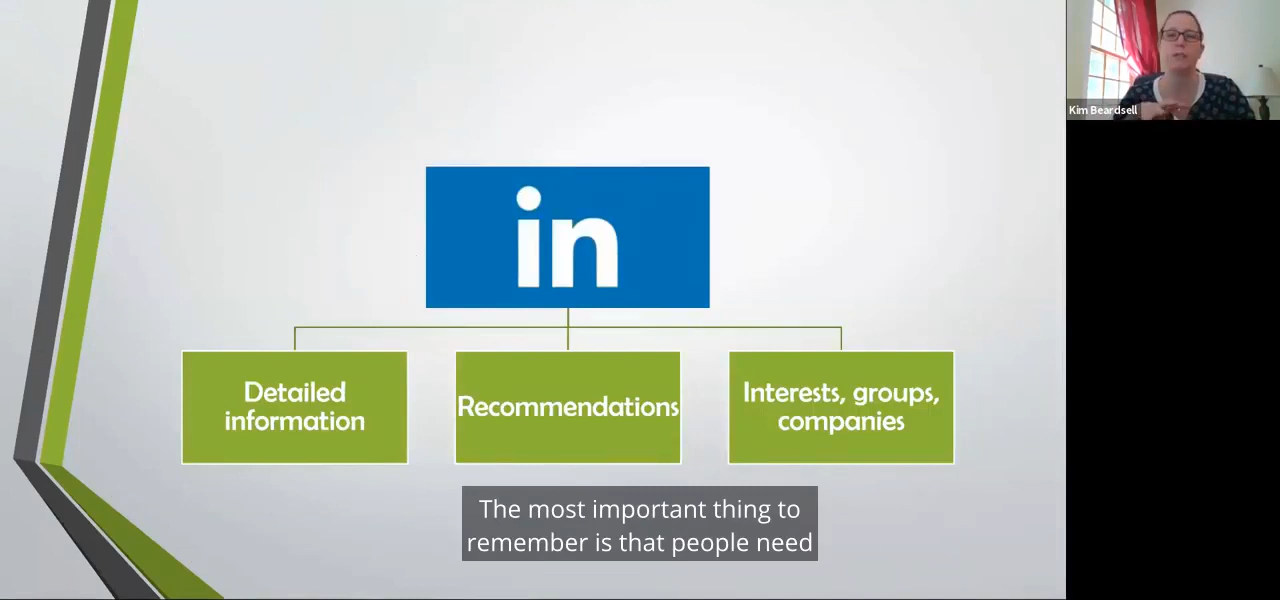 Kim Beardsell
in
Detailed
information
Recommendations
Interests, groups,
companies
The most important thing to
remember is that people need